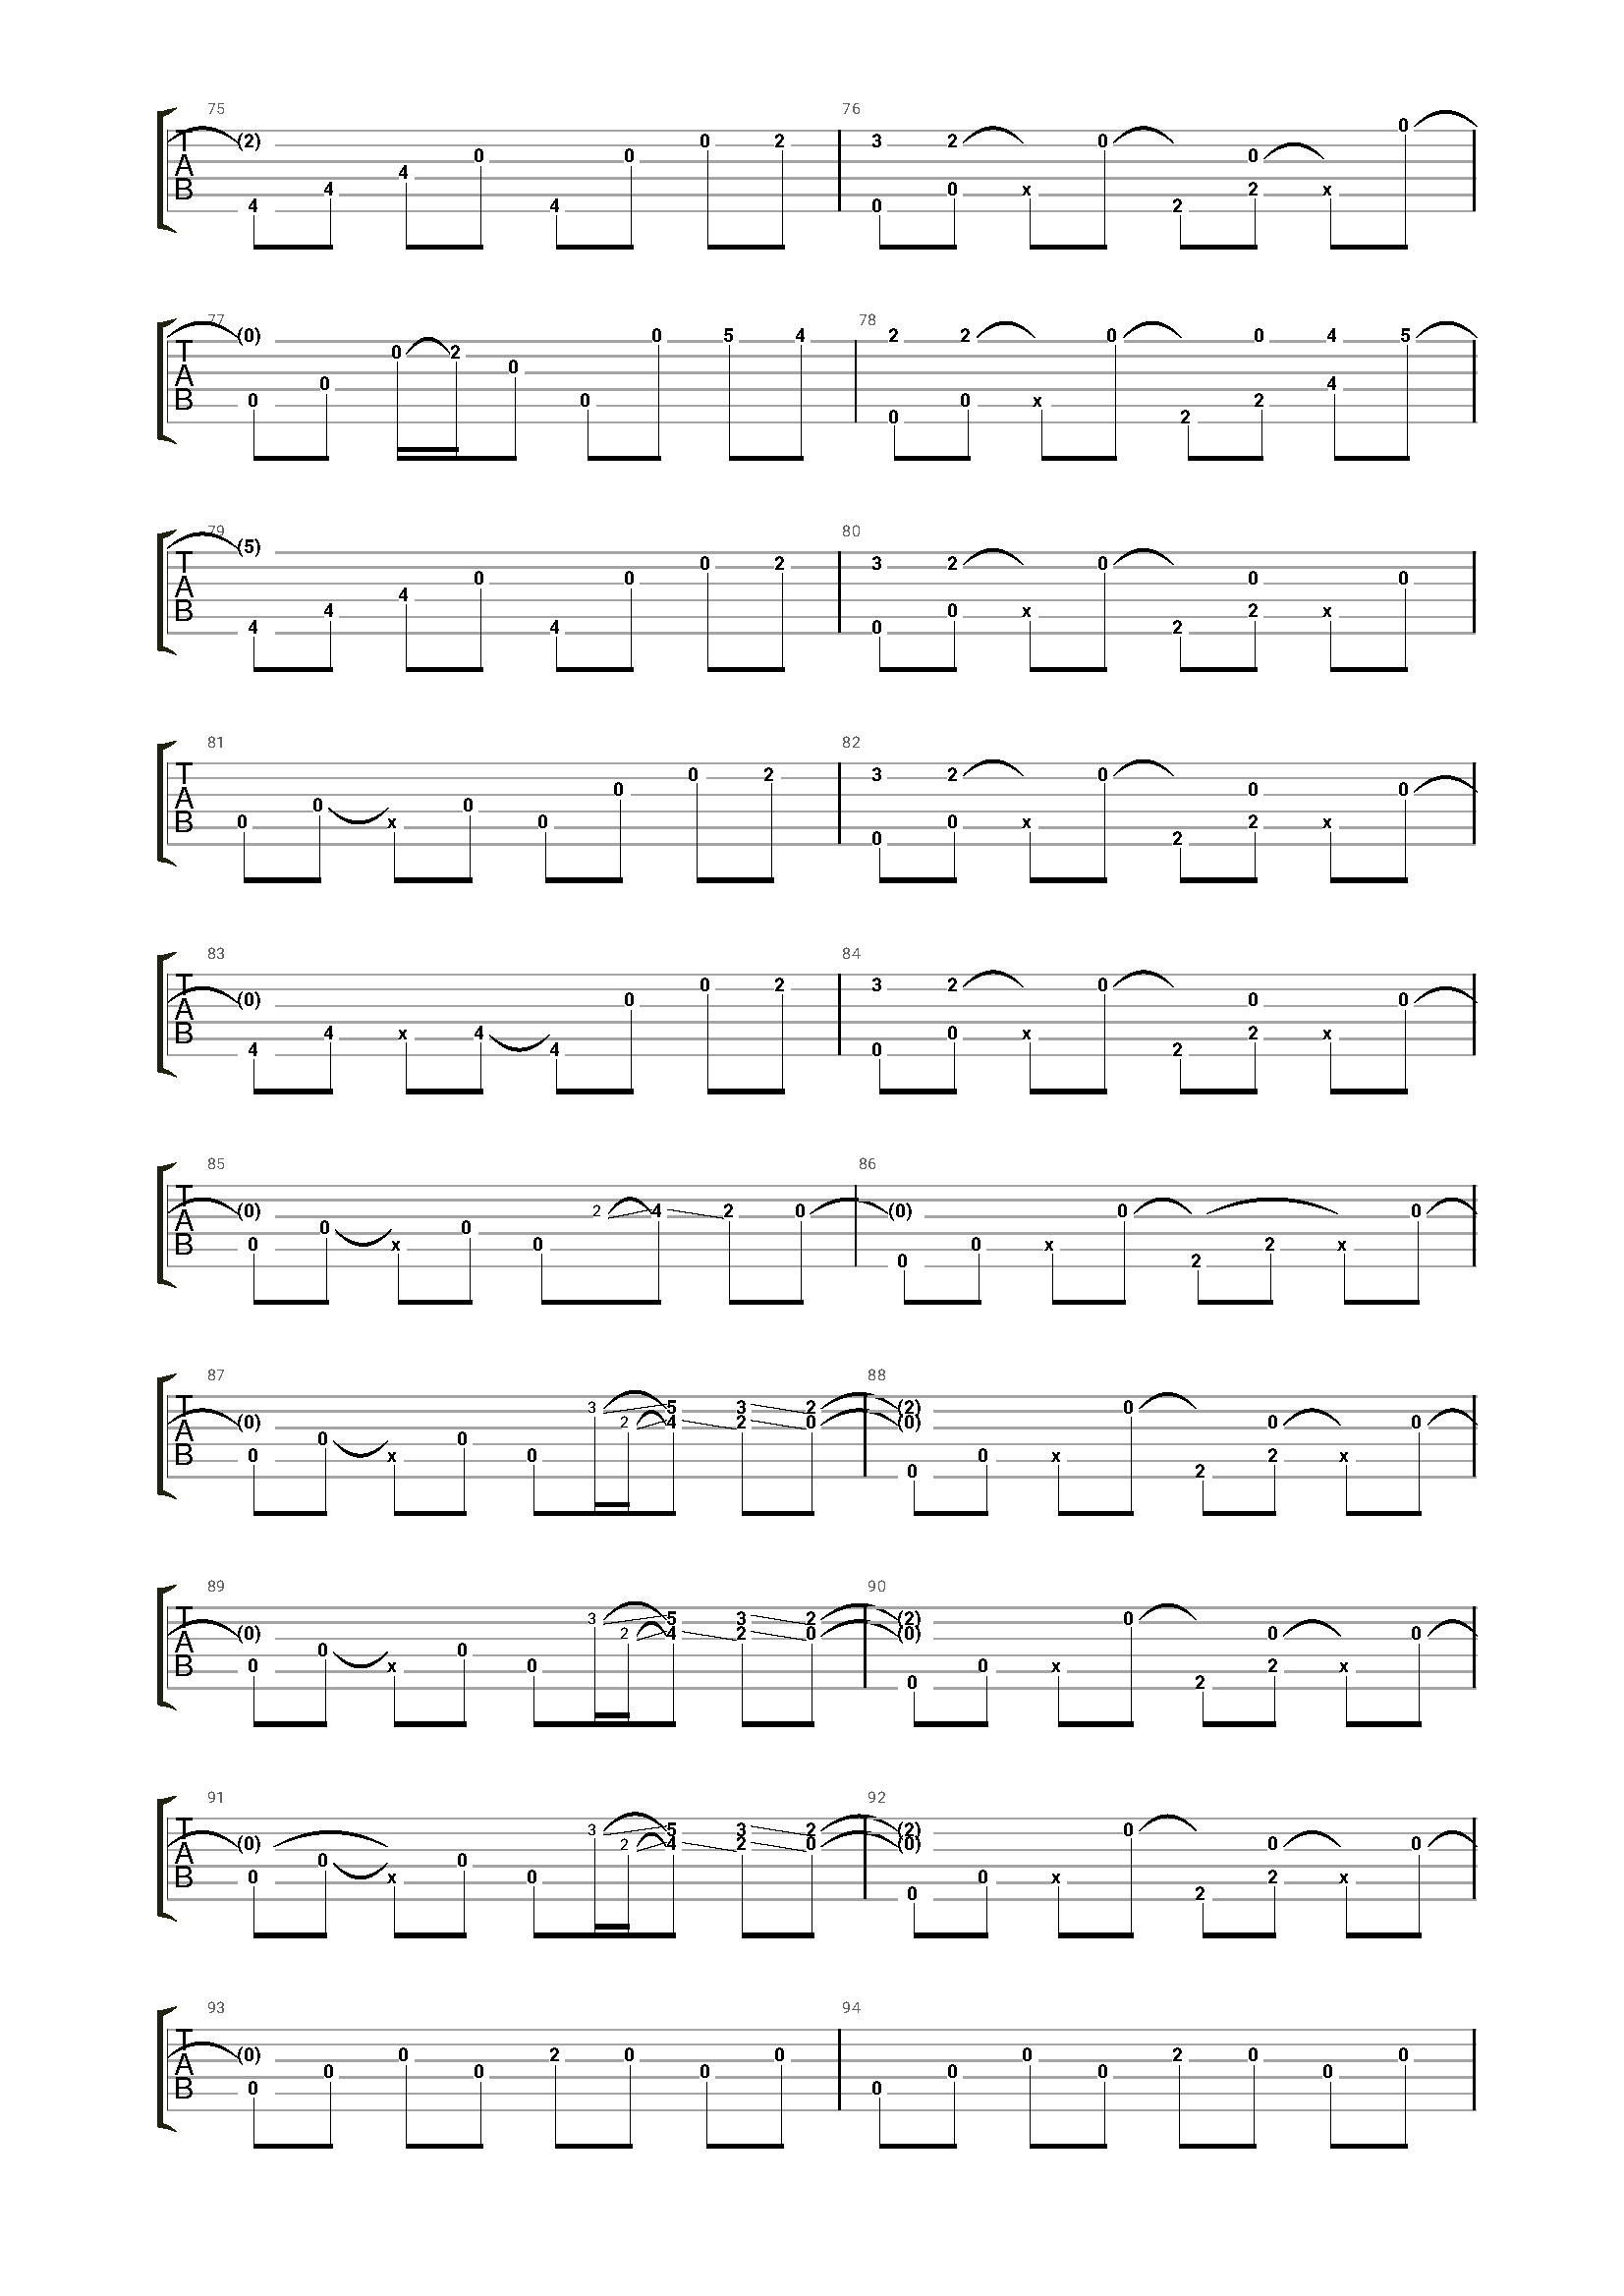 75 76
0
(2) 0 2 3 2 0
0 0 0
4
4 0 x 2 x
4 4 0 2
T
A
B
77 78
(0) 0 5 4 2 2 0 0 4 5
0 2
0
0 4
0 0 0 x 2
0 2
T
A
B
79 80
(5)
0 2 3 2 0
0 0 0 0
4
4 0 x 2 x
4 4 0 2
T
A
B
81 82
0 2 3 2 0
0 0 0
0 0
0 x 0 0 x 2 x
0 2
T
A
B
83 84
0 2 3 2 0
(0) 0 0 0
4 x 4 0 x 2 x
4 4 0 2
T
A
B
85 86
(0) 2 4 2 0 (0) 0 0
0 0
0 x 0 0 x 2 x
0 2
T
A
B
87 88
3 5 3 2 (2) 0
(0) 2 4 2 0 (0) 0 0
0 0
0 x 0 0 x 2 x
0 2
T
A
B
89 90
3 5 3 2 (2) 0
(0) 2 4 2 0 (0) 0 0
0 0
0 x 0 0 x 2 x
0 2
T
A
B
91 92
3 5 3 2 (2) 0
(0) 2 4 2 0 (0) 0 0
0 0
0 x 0 0 x 2 x
0 2
T
A
B
93 94
(0) 0 2 0 0 0 2 0 0
0 0 0 0 0 0
0 0
T
A
B